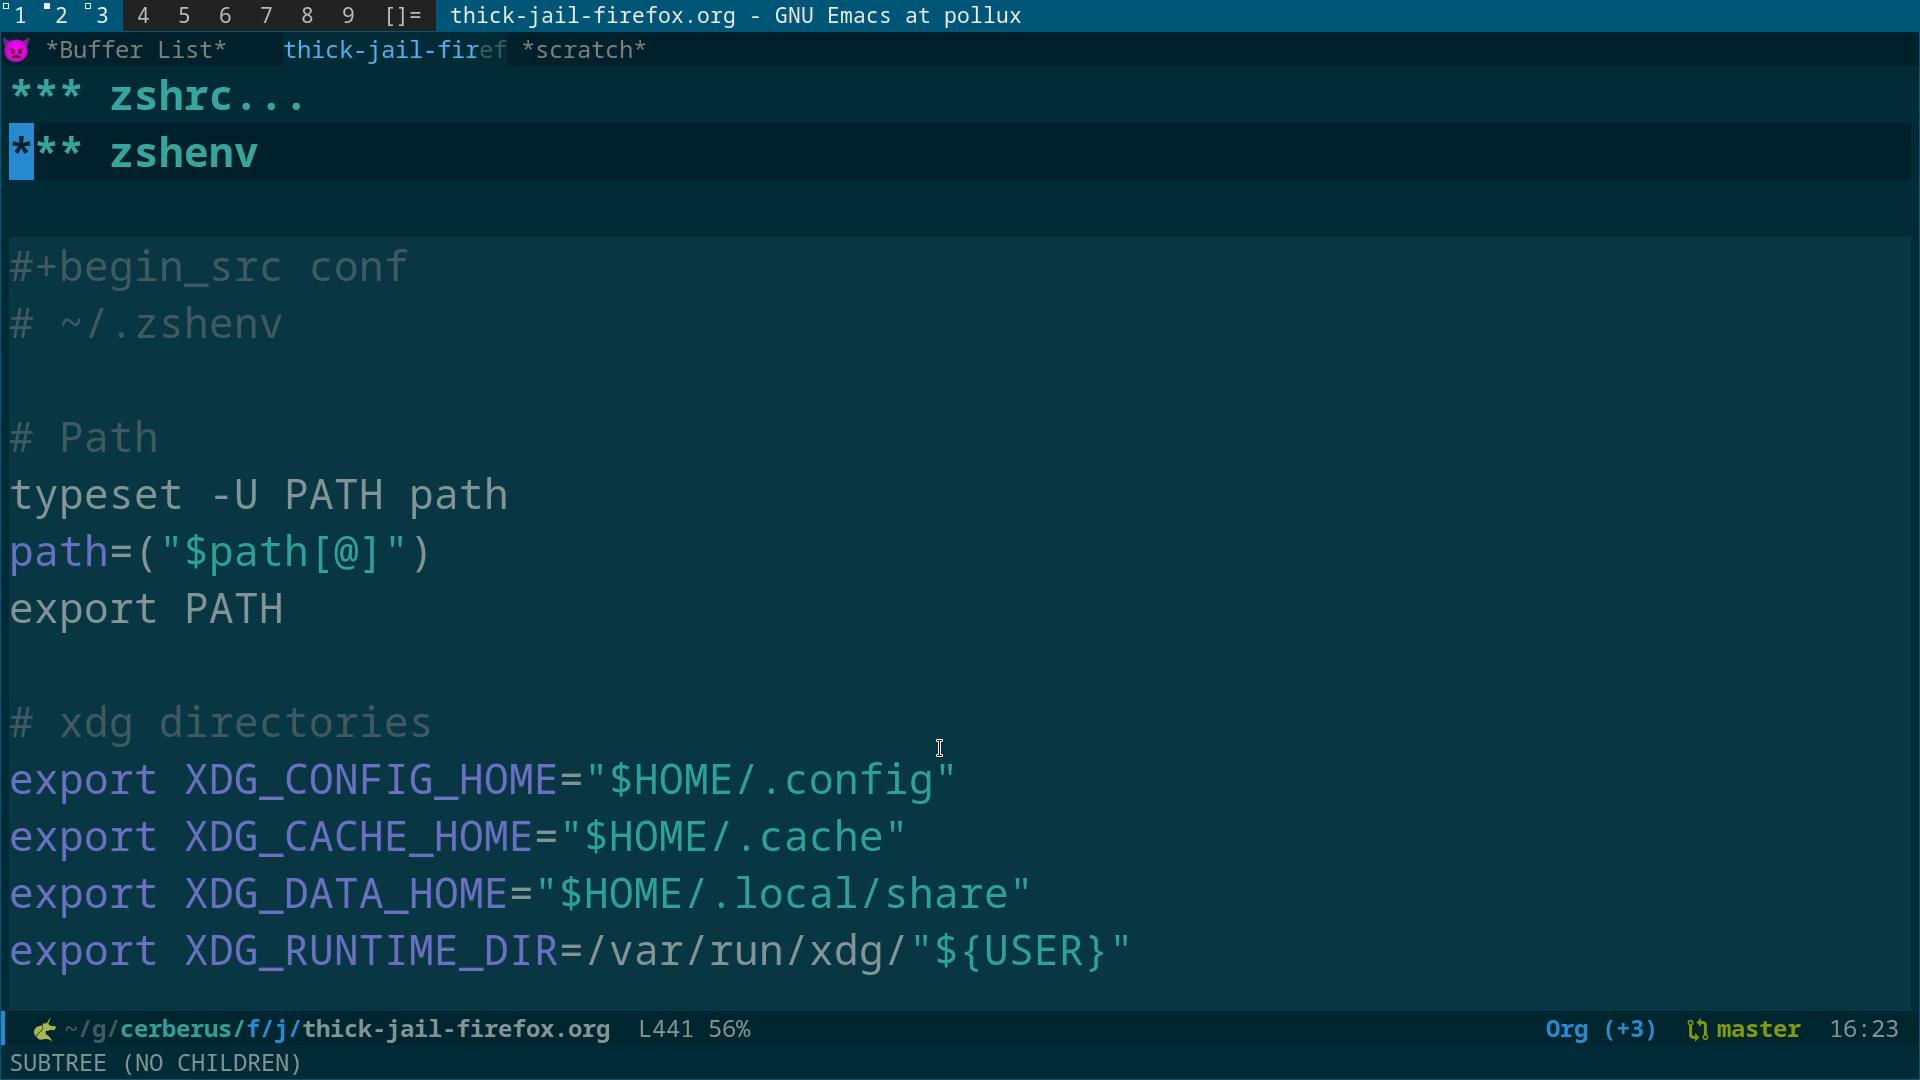 1 2 3 4 5 6 7 8 9 []= thick-jail-firefox.org - GNU Emacs at pollux
*Buffer List* thick-jail-firef *scratch*
*** zshrc...
*** zshenv
#+begin_src conf
# ~/.zshenv
# Path
typeset -U PATH path
path=("$path[@]")
export PATH
# xdg directories
export XDG_CONFIG_HOME="$HOME/.config"
export XDG_CACHE_HOME="$HOME/.cache"
export XDG_DATA_HOME="$HOME/.local/share"
export XDG_RUNTIME_DIR=/var/run/xdg/"${USER}"
~/g/cerberus/f/j/thick-jail-firefox.org L441 56% Org (+3) master 16:23
SUBTREE (NO CHILDREN)